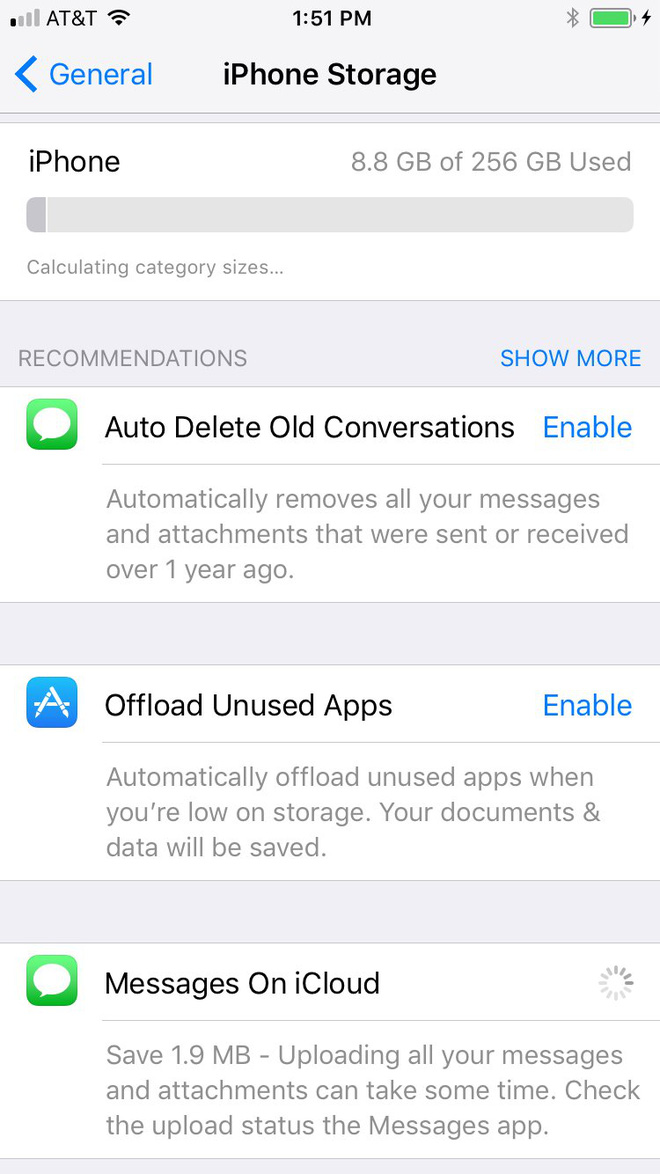 AT&T 1:51 PM
General iPhone Storage
iPhone 8.8 GB of 256 GB Used
Calculating category sizes...
RECOMMENDATIONS SHOW MORE
Auto Delete Old Conversations Enable
Automatically removes all your messages
and attachments that were sent or received
over 1 year ago.
Offload Unused Apps Enable
Automatically offload unused apps when
you’re low on storage. Your documents &
data will be saved.
Messages On iCloud
Save 1.9 MB - Uploading all your messages
and attachments can take some time. Check
the upload status the Messages app.